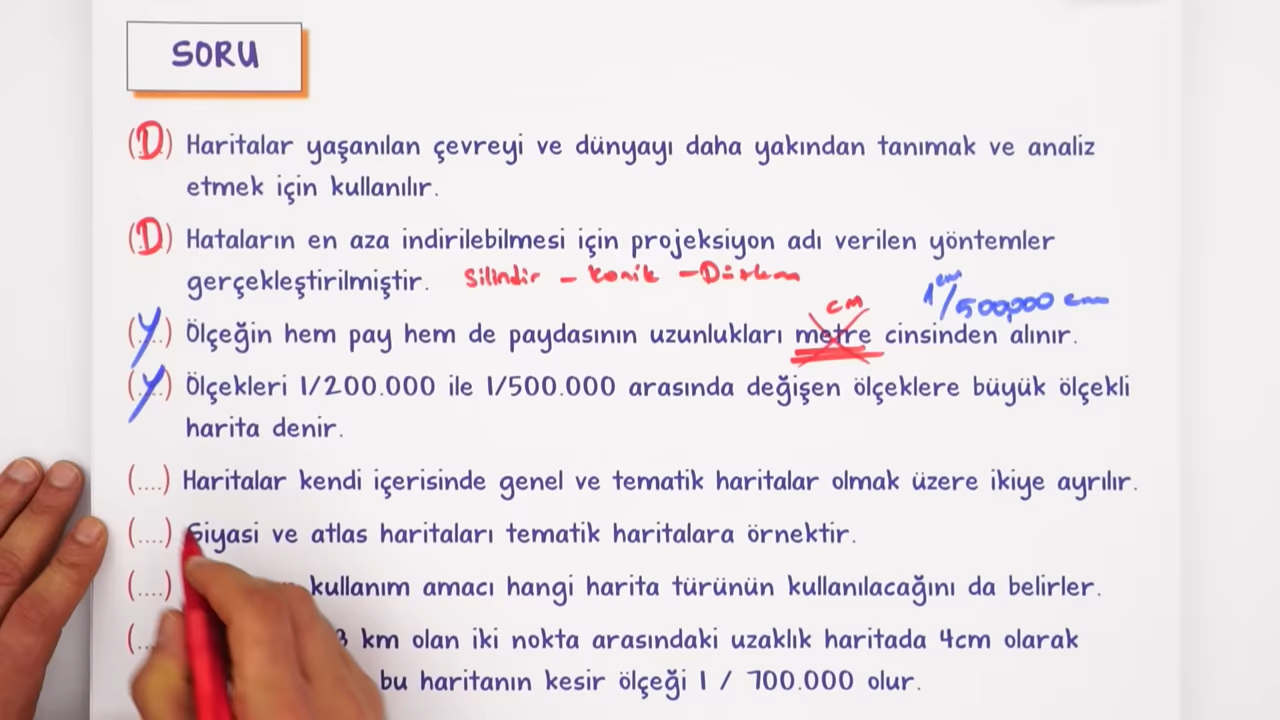 SORU
(D) Haritalar yaşanılan çevreyi ve dünyayı daha yakından tanımak ve analiz
etmek için kullanılır.
(D) Hataların en aza indirilebilmesi için projeksiyon adı verilen yöntemler
gerçekleştirilmiştir. Silindir - Konik - Düzlem
cm 1 cm/500,000 cm
(Y) Ölçeğin hem pay hem de paydasının uzunlukları metre cinsinden alınır.
(Y) Ölçekleri 1/200.000 ile 1/500.000 arasında değişen ölçeklere büyük ölçekli
harita denir.
(....) Haritalar kendi içerisinde genel ve tematik haritalar olmak üzere ikiye ayrılır.
(....) Siyasi ve atlas haritaları tematik haritalara örnektir.
(....) kullanım amacı hangi harita türünün kullanılacağını da belirler.
(.... km olan iki nokta arasındaki uzaklık haritada 4cm olarak
bu haritanın kesir ölçeği 1 / 700.000 olur.